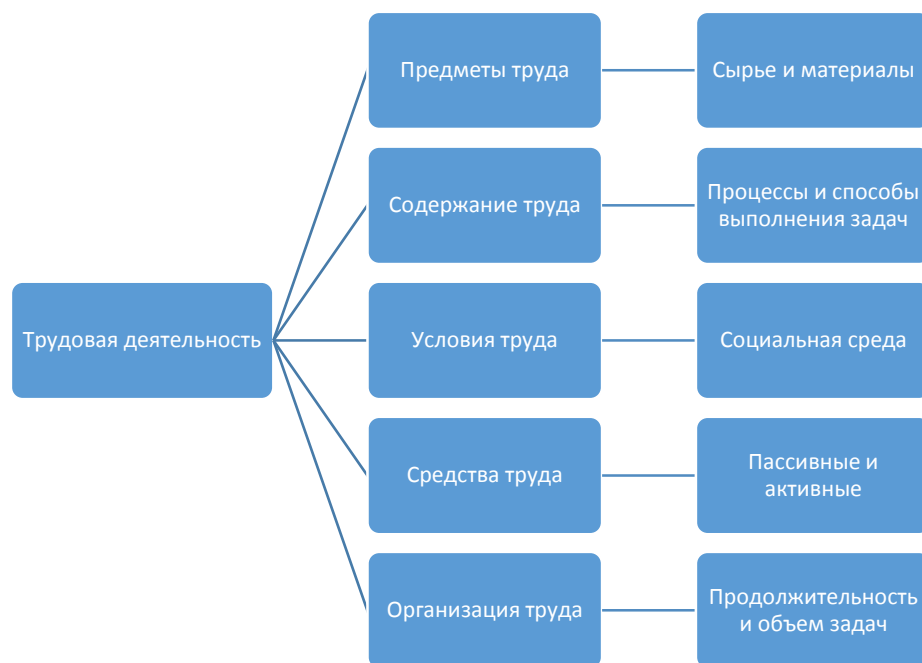 Трудовая деятельность
Предметы труда
Сырье и материалы
Содержание труда
Процессы и способы
выполнения задач
Условия труда
Социальная среда
Средства труда
Пассивные и
активные
Организация труда
Продолжительность
и объем задач